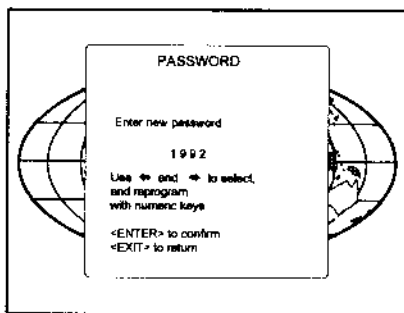 PASSWORD
Enter new password
1992
Use ⇦ and ⇨ to select,
and reprogram
with numeric keys
<ENTER> to confirm
<EXIT> to return